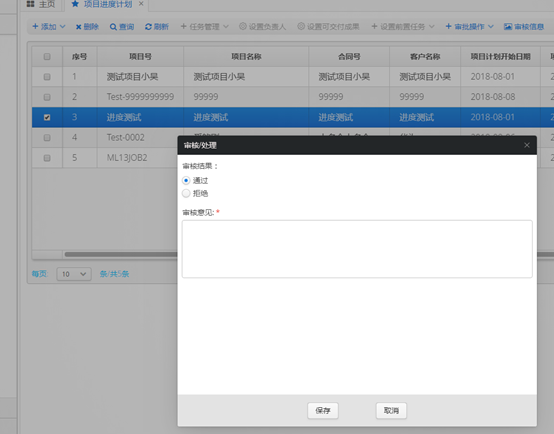 主页 项目进度计划 ×
添加 删除 查询 刷新 任务管理 设置负责人 设置可交付成果 设置前置任务 审批操作 审核信息
序号 项目号 项目名称 合同号 客户名称 项目计划开始日期
1 测试项目小吴 测试项目小吴 测试项目小吴 测试项目小吴 2018-08-01 2
2 Test-9999999999 99999 99999 99999 2018-08-08 2
3 进度测试 进度测试 进度测试 进度测试 2018-08-01 2
4 Test-0002
5 ML13JOB2
审核/处理 ×
审核结果：
通过
拒绝
审核意见: *
每页 10 条/共5条
保存 取消